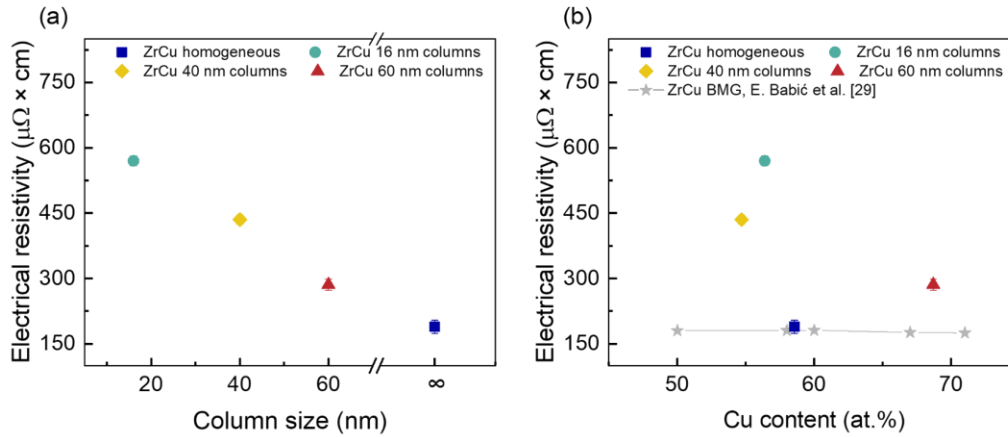 (a)
ZrCu homogeneous
ZrCu 16 nm columns
ZrCu 40 nm columns
ZrCu 60 nm columns
Electrical resistivity (μΩ × cm)
750
600
450
300
150
20
40
60
∞
Column size (nm)
(b)
ZrCu homogeneous
ZrCu 16 nm columns
ZrCu 40 nm columns
ZrCu 60 nm columns
ZrCu BMG, E. Babić et al. [29]
Electrical resistivity (μΩ × cm)
750
600
450
300
150
50
60
70
Cu content (at.%)